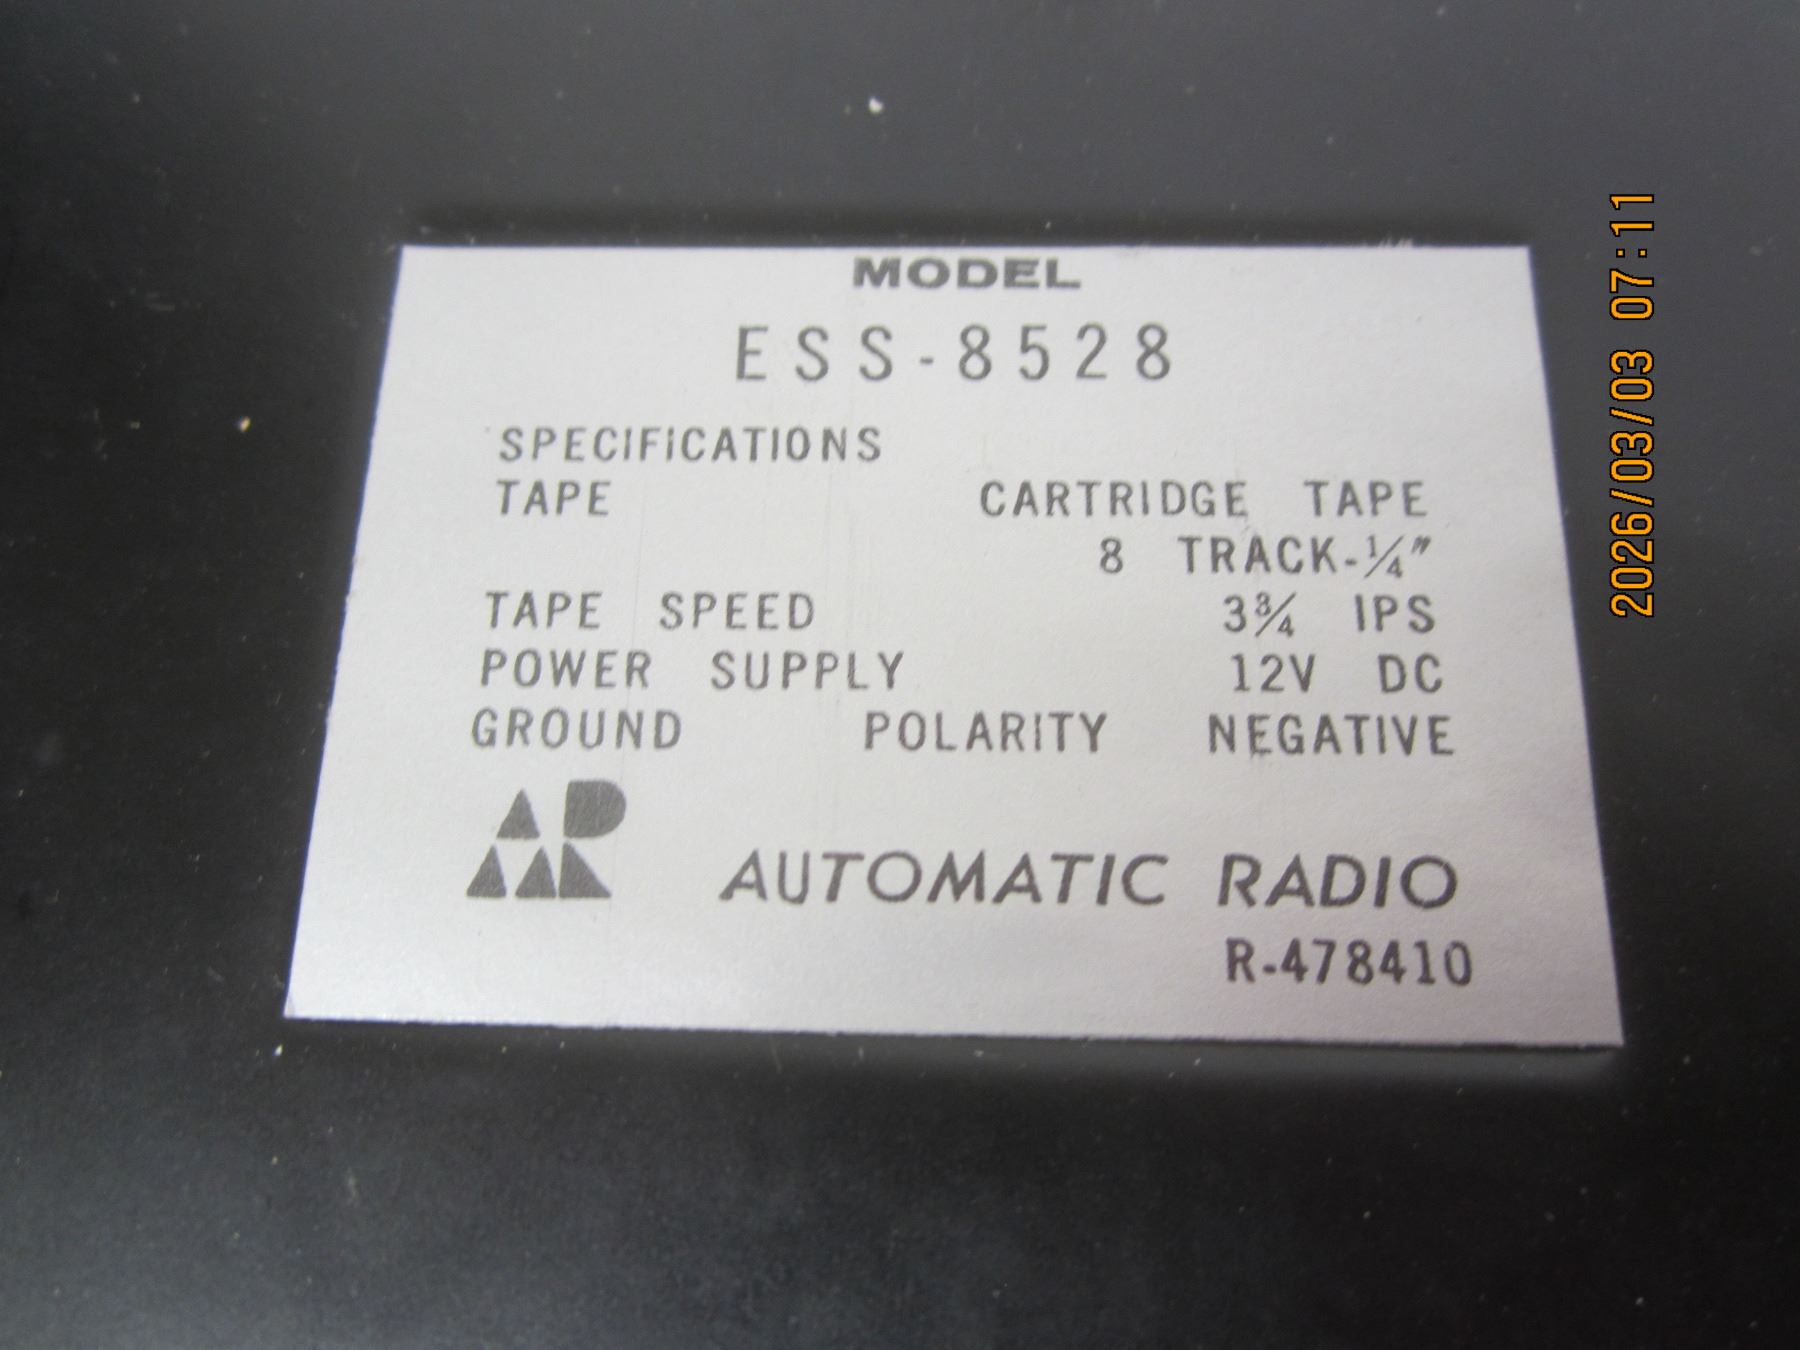 MODEL
ESS-8528
SPECIFICATIONS
TAPE CARTRIDGE TAPE
8 TRACK-¼"
TAPE SPEED 3¾ IPS
POWER SUPPLY 12V DC
GROUND POLARITY NEGATIVE
AUTOMATIC RADIO
R-478410
2026/03/03 07:11